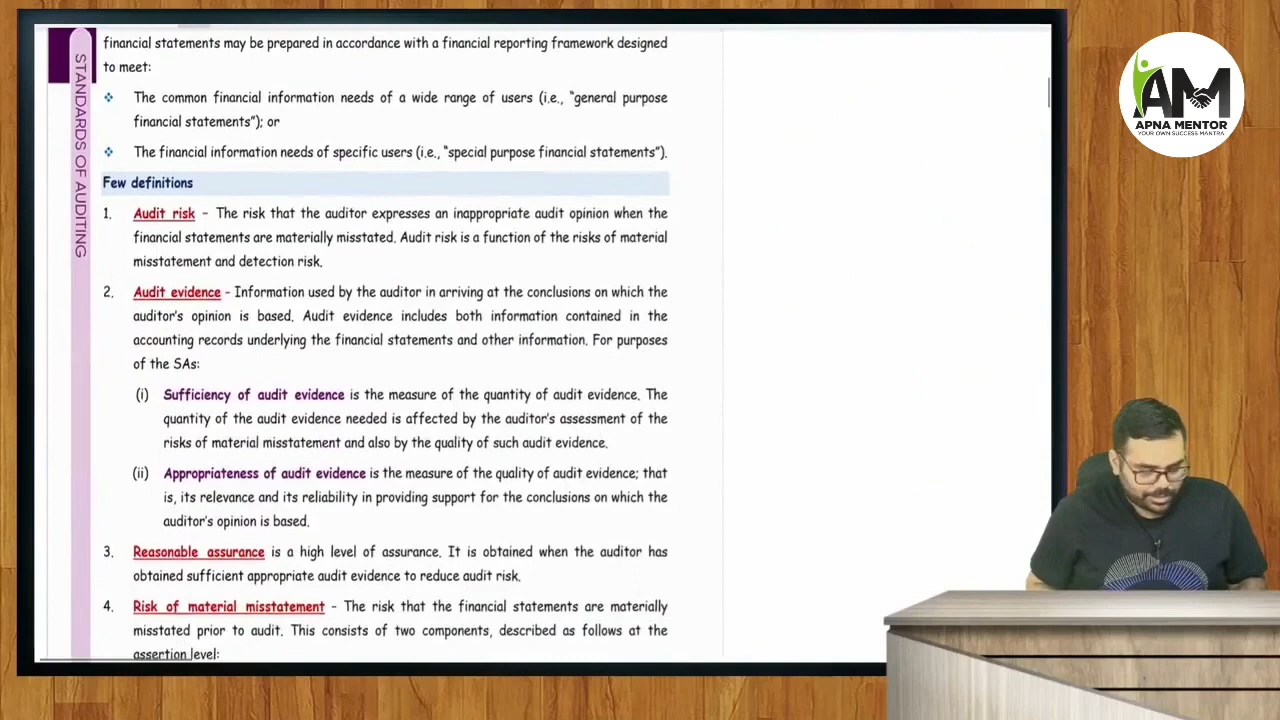 STANDARDS OF AUDITING
financial statements may be prepared in accordance with a financial reporting framework designed
to meet:
The common financial information needs of a wide range of users (i.e., “general purpose
financial statements”); or
The financial information needs of specific users (i.e., “special purpose financial statements”).
Few definitions
1. Audit risk – The risk that the auditor expresses an inappropriate audit opinion when the
financial statements are materially misstated. Audit risk is a function of the risks of material
misstatement and detection risk.
2. Audit evidence – Information used by the auditor in arriving at the conclusions on which the
auditor’s opinion is based. Audit evidence includes both information contained in the
accounting records underlying the financial statements and other information. For purposes
of the SAs:
(i) Sufficiency of audit evidence is the measure of the quantity of audit evidence. The
quantity of the audit evidence needed is affected by the auditor’s assessment of the
risks of material misstatement and also by the quality of such audit evidence.
(ii) Appropriateness of audit evidence is the measure of the quality of audit evidence; that
is, its relevance and its reliability in providing support for the conclusions on which the
auditor’s opinion is based.
3. Reasonable assurance is a high level of assurance. It is obtained when the auditor has
obtained sufficient appropriate audit evidence to reduce audit risk.
4. Risk of material misstatement – The risk that the financial statements are materially
misstated prior to audit. This consists of two components, described as follows at the
assertion level:
AM
APNA MENTOR
YOUR OWN SUCCESS MANTRA